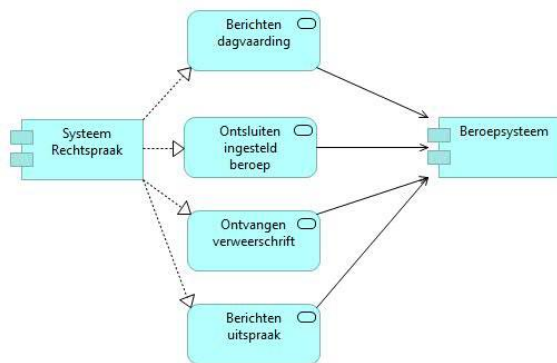 Berichten
dagvaarding
Systeem
Rechtspraak
Ontsluiten
ingesteld
beroep
Beroepsysteem
Ontvangen
verweerschrift
Berichten
uitspraak